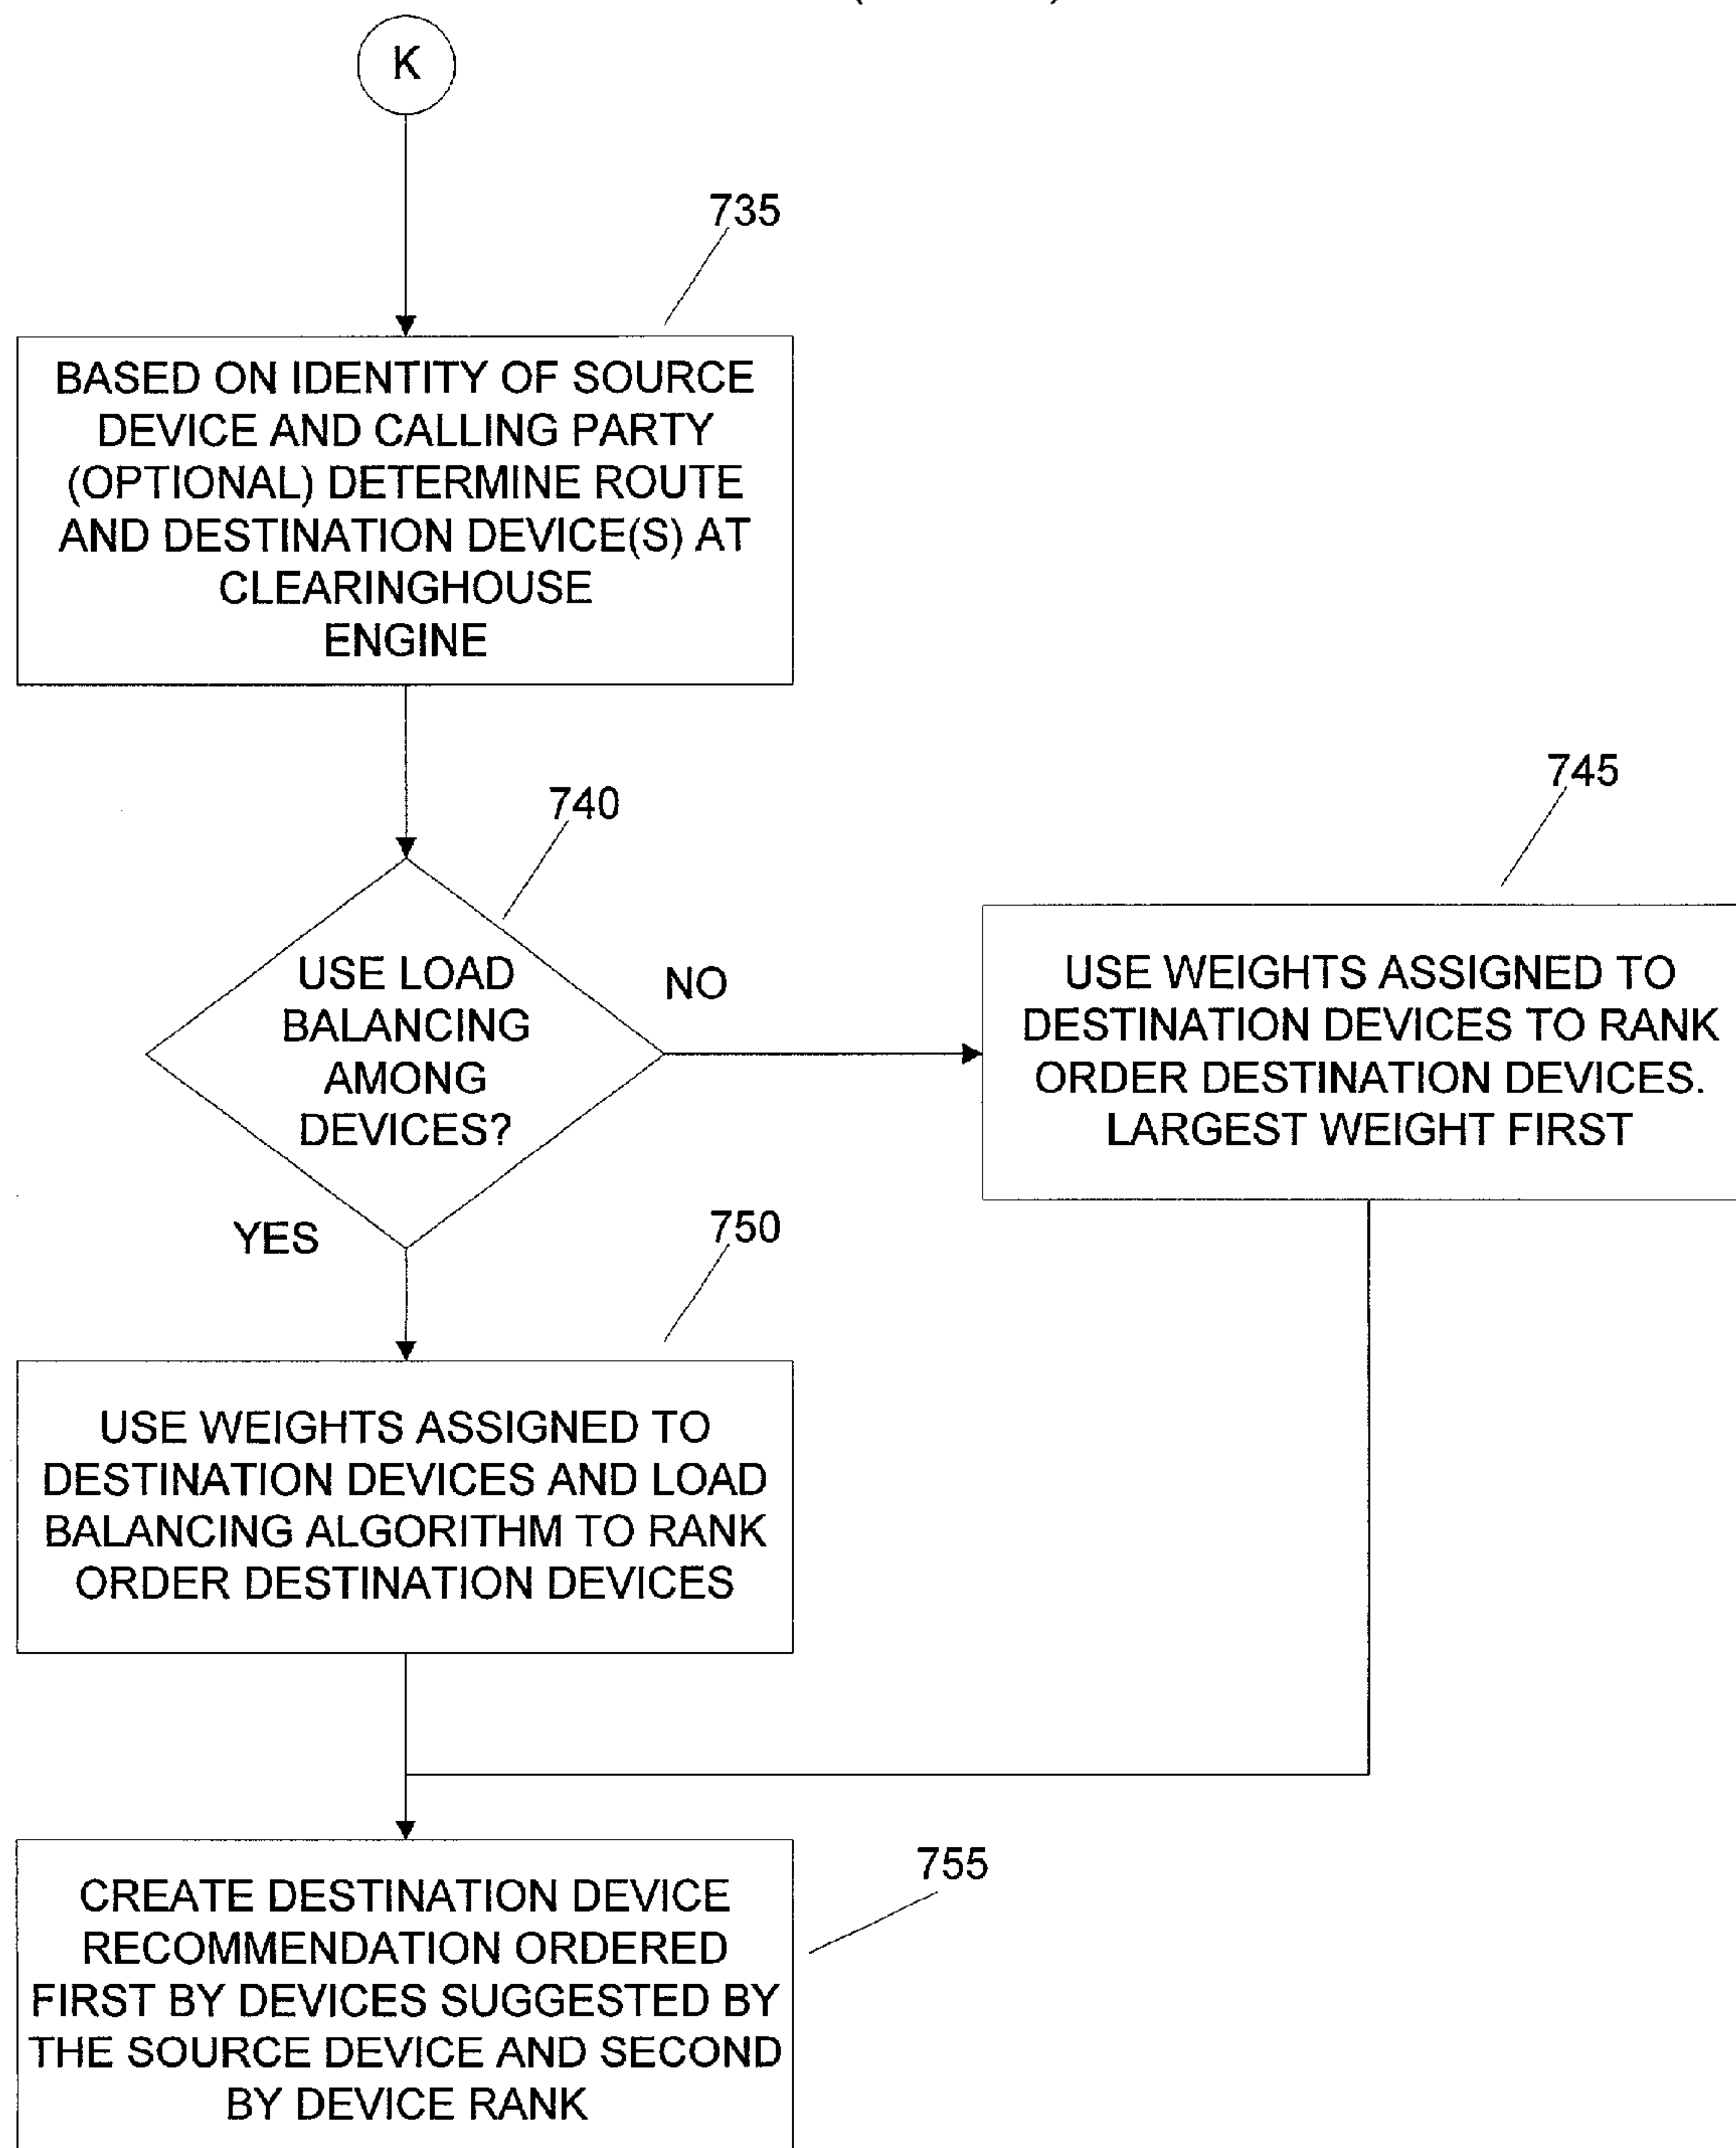 K
735
BASED ON IDENTITY OF SOURCE
DEVICE AND CALLING PARTY
(OPTIONAL) DETERMINE ROUTE
AND DESTINATION DEVICE(S) AT
CLEARINGHOUSE
ENGINE
740
USE LOAD
BALANCING
AMONG
DEVICES?
NO
745
USE WEIGHTS ASSIGNED TO
DESTINATION DEVICES TO RANK
ORDER DESTINATION DEVICES.
LARGEST WEIGHT FIRST
YES
750
USE WEIGHTS ASSIGNED TO
DESTINATION DEVICES AND LOAD
BALANCING ALGORITHM TO RANK
ORDER DESTINATION DEVICES
755
CREATE DESTINATION DEVICE
RECOMMENDATION ORDERED
FIRST BY DEVICES SUGGESTED BY
THE SOURCE DEVICE AND SECOND
BY DEVICE RANK